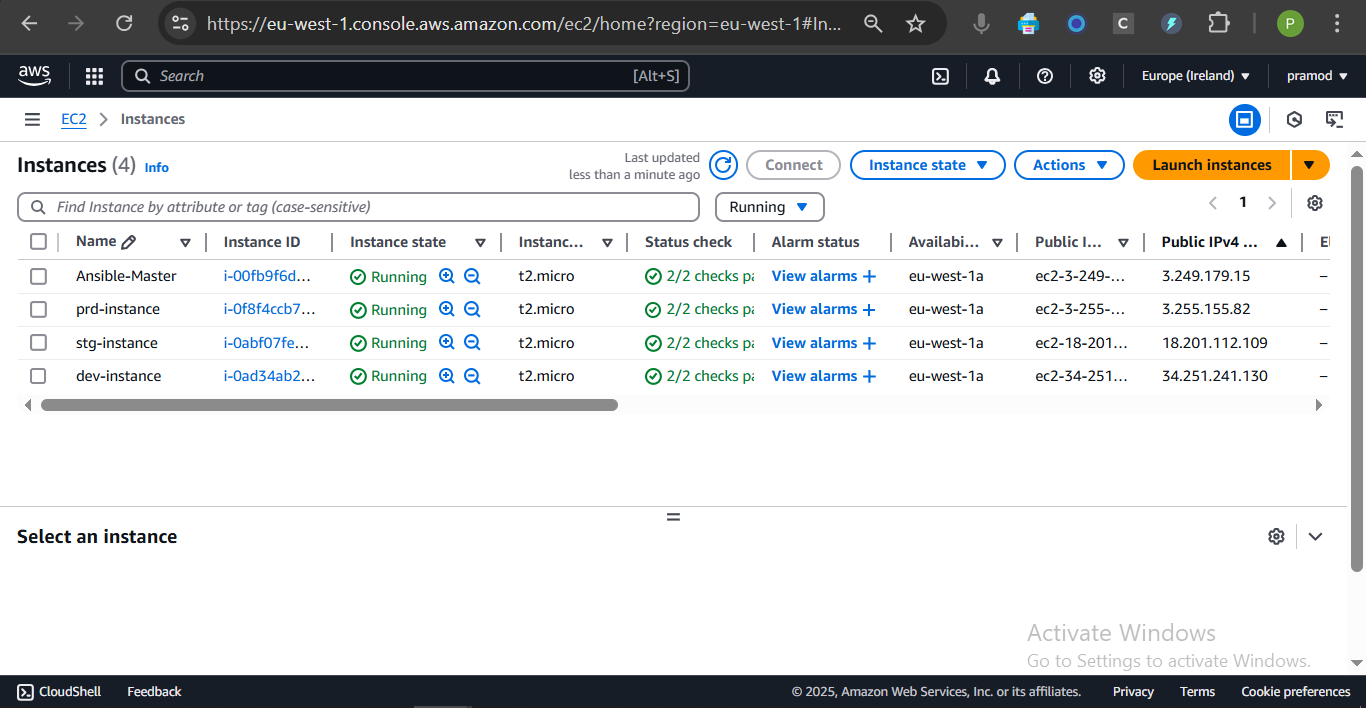 https://eu-west-1.console.aws.amazon.com/ec2/home?region=eu-west-1#In...
C
P
aws
Search [Alt+S]
Europe (Ireland)
pramod
EC2
Instances
Instances (4) Info
Last updated
less than a minute ago
Connect
Instance state
Actions
Launch instances
Find Instance by attribute or tag (case-sensitive)
Running
1
Name Instance ID Instance state Instanc... Status check Alarm status Availabi... Public I... Public IPv4 ... El
Ansible-Master i-00fb9f6d... Running t2.micro 2/2 checks pa View alarms + eu-west-1a ec2-3-249-... 3.249.179.15 –
prd-instance i-0f8f4ccb7... Running t2.micro 2/2 checks pa View alarms + eu-west-1a ec2-3-255-... 3.255.155.82 –
stg-instance i-0abf07fe... Running t2.micro 2/2 checks pa View alarms + eu-west-1a ec2-18-201... 18.201.112.109 –
dev-instance i-0ad34ab2... Running t2.micro 2/2 checks pa View alarms + eu-west-1a ec2-34-251... 34.251.241.130 –
Select an instance
Activate Windows
Go to Settings to activate Windows.
CloudShell Feedback © 2025, Amazon Web Services, Inc. or its affiliates. Privacy Terms Cookie preferences